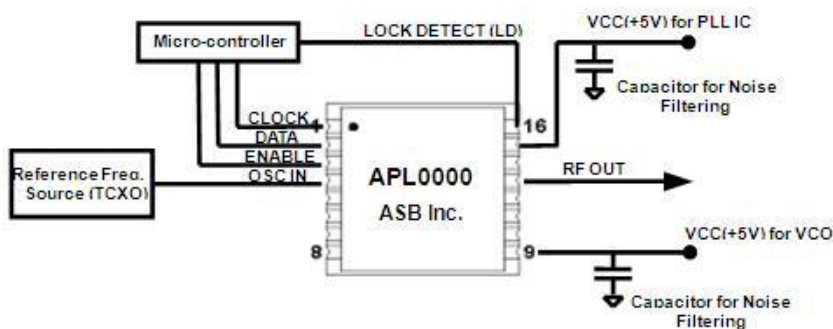 Micro-controller
LOCK DETECT (LD)
VCC(+5V) for PLL IC
Capacitor for Noise
Filtering
CLOCK
1
16
DATA
ENABLE
OSC IN
Reference Freq.
Source (TCXO)
APL0000
ASB Inc.
RF OUT
VCC(+5V) for VCO
8
9
Capacitor for Noise
Filtering